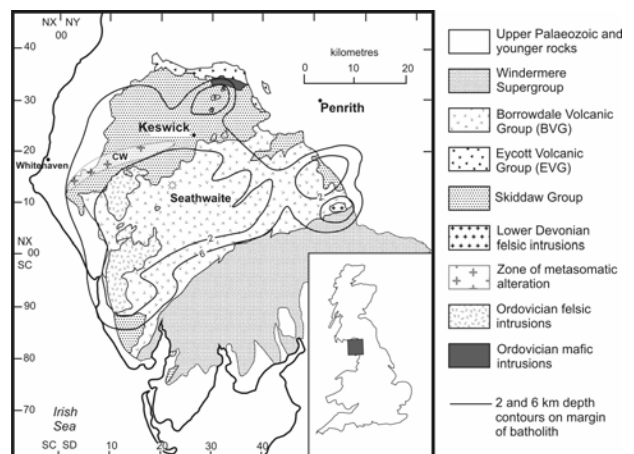 NX NY
00
kilometres
0 10 20
40
30
20
10
NX
00
SC
90
80
70
Penrith
Keswick
Whitehaven
CW
Seathwaite
2
2
6
Irish
Sea
SC SD 10 20 30 40
Upper Palaeozoic and
younger rocks
Windermere
Supergroup
Borrowdale Volcanic
Group (BVG)
Eycott Volcanic
Group (EVG)
Skiddaw Group
Lower Devonian
felsic intrusions
Zone of metasomatic
alteration
Ordovician felsic
intrusions
Ordovician mafic
intrusions
2 and 6 km depth
contours on margin
of batholith